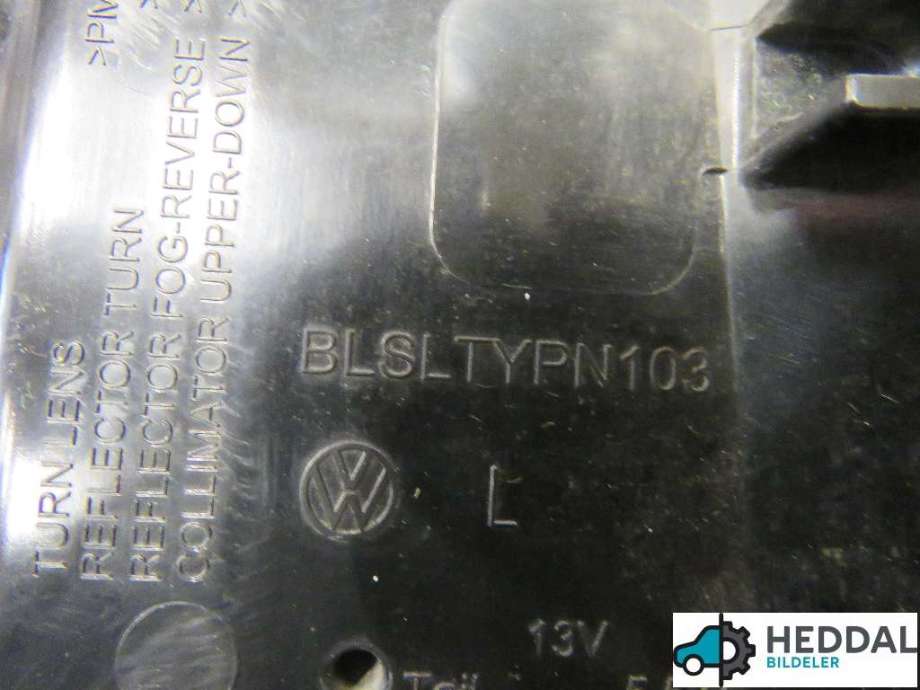 >PM
TURN LENS
REFLECTOR TURN >
REFLECTOR FOG-REVERSE >
COLLIMATOR UPPER-DOWN >
BLSLTYPN103
L
13V
HEDDAL
BILDELER